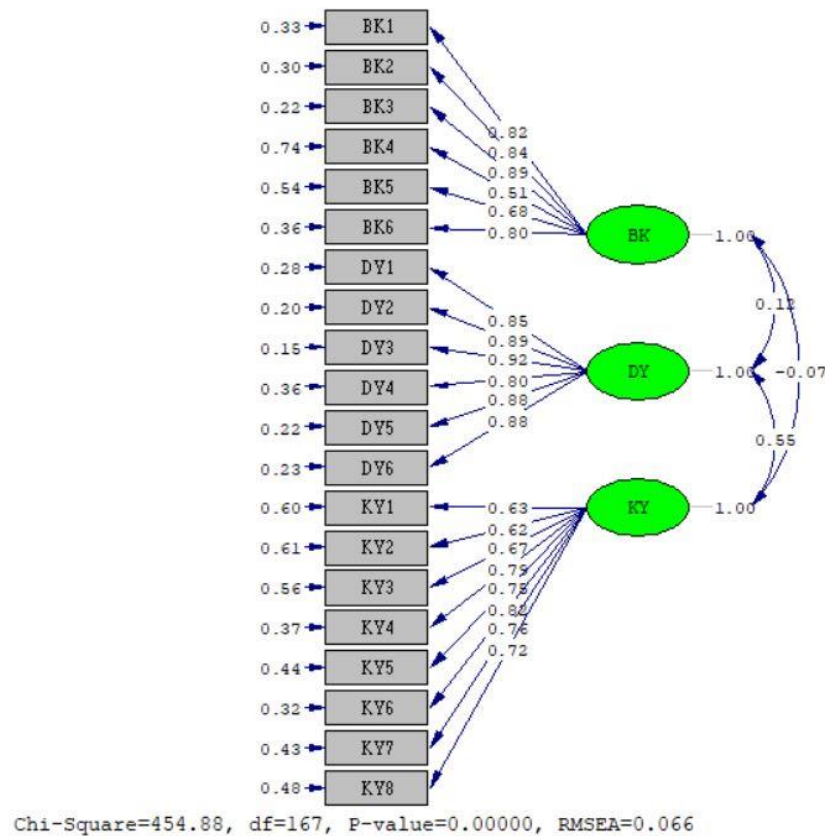 0.33 BK1
0.30 BK2
0.22 BK3
0.74 BK4
0.54 BK5
0.36 BK6
0.28 DY1
0.20 DY2
0.15 DY3
0.36 DY4
0.22 DY5
0.23 DY6
0.60 KY1
0.61 KY2
0.56 KY3
0.37 KY4
0.44 KY5
0.32 KY6
0.43 KY7
0.48 KY8
0.82
0.84
0.89
0.51
0.68
0.80
0.85
0.89
0.92
0.80
0.88
0.88
0.63
0.62
0.67
0.79
0.75
0.82
0.76
0.72
BK 1.00
DY 1.00
KY 1.00
0.12
-0.07
0.55
Chi-Square=454.88, df=167, P-value=0.00000, RMSEA=0.066